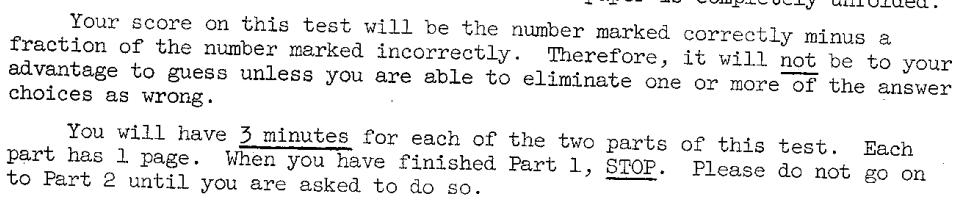 is completely unfolded.
Your score on this test will be the number marked correctly minus a
fraction of the number marked incorrectly. Therefore, it will not be to your
advantage to guess unless you are able to eliminate one or more of the answer
choices as wrong.
You will have 3 minutes for each of the two parts of this test. Each
part has 1 page. When you have finished Part 1, STOP. Please do not go on
to Part 2 until you are asked to do so.